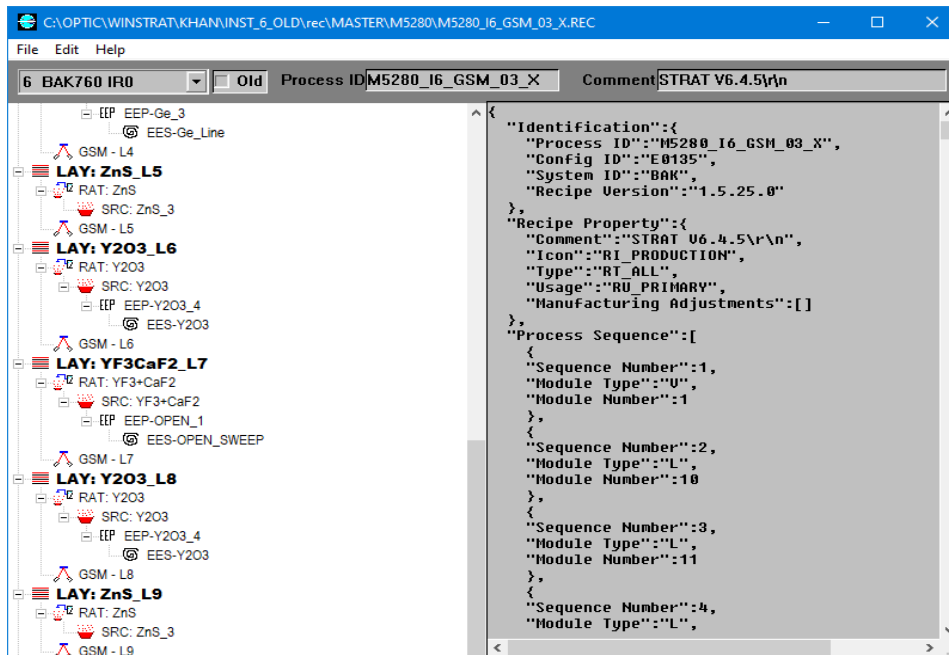 C:\OPTIC\WINSTRAT\KHAN\INST_6_OLD\rec\MASTER\M5280\M5280_I6_GSM_03_X.REC
File Edit Help
6 BAK760 IR0
Old
Process ID M5280_I6_GSM_03_X
Comment STRAT V6.4.5\r\n
EEP EEP-Ge_3
EES-Ge_Line
GSM - L4
LAY: ZnS_L5
RAT: ZnS
SRC: ZnS_3
GSM - L5
LAY: Y2O3_L6
RAT: Y2O3
SRC: Y2O3
EEP EEP-Y2O3_4
EES-Y2O3
GSM - L6
LAY: YF3CaF2_L7
RAT: YF3+CaF2
SRC: YF3+CaF2
EEP EEP-OPEN_1
EES-OPEN_SWEEP
GSM - L7
LAY: Y2O3_L8
RAT: Y2O3
SRC: Y2O3
EEP EEP-Y2O3_4
EES-Y2O3
GSM - L8
LAY: ZnS_L9
RAT: ZnS
SRC: ZnS_3
GSM - L9
{
"Identification":{
"Process ID":"M5280_I6_GSM_03_X",
"Config ID":"E0135",
"System ID":"BAK",
"Recipe Version":"1.5.25.0"
},
"Recipe Property":{
"Comment":"STRAT V6.4.5\r\n",
"Icon":"RI_PRODUCTION",
"Type":"RT_ALL",
"Usage":"RU_PRIMARY",
"Manufacturing Adjustments":[]
},
"Process Sequence":[
{
"Sequence Number":1,
"Module Type":"V",
"Module Number":1
},
{
"Sequence Number":2,
"Module Type":"L",
"Module Number":10
},
{
"Sequence Number":3,
"Module Type":"L",
"Module Number":11
},
{
"Sequence Number":4,
"Module Type":"L",